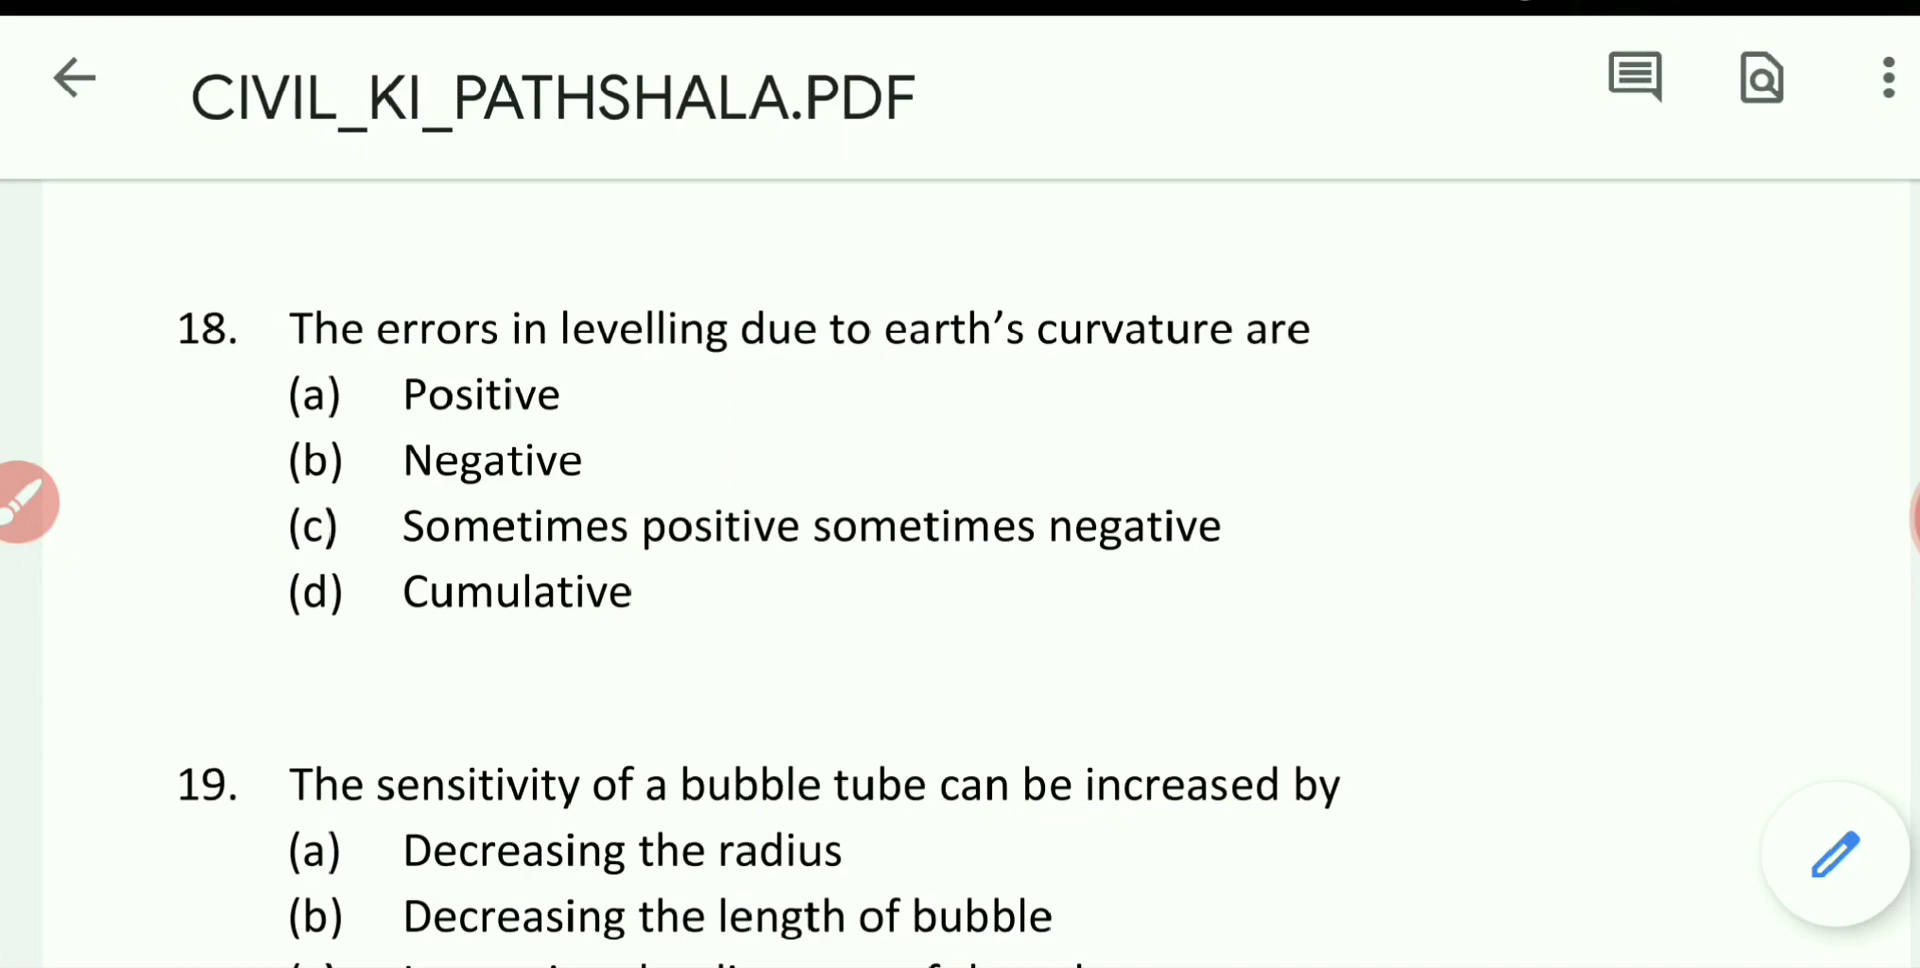 CIVIL_KI_PATHSHALA.PDF
18. The errors in levelling due to earth’s curvature are
(a) Positive
(b) Negative
(c) Sometimes positive sometimes negative
(d) Cumulative
19. The sensitivity of a bubble tube can be increased by
(a) Decreasing the radius
(b) Decreasing the length of bubble